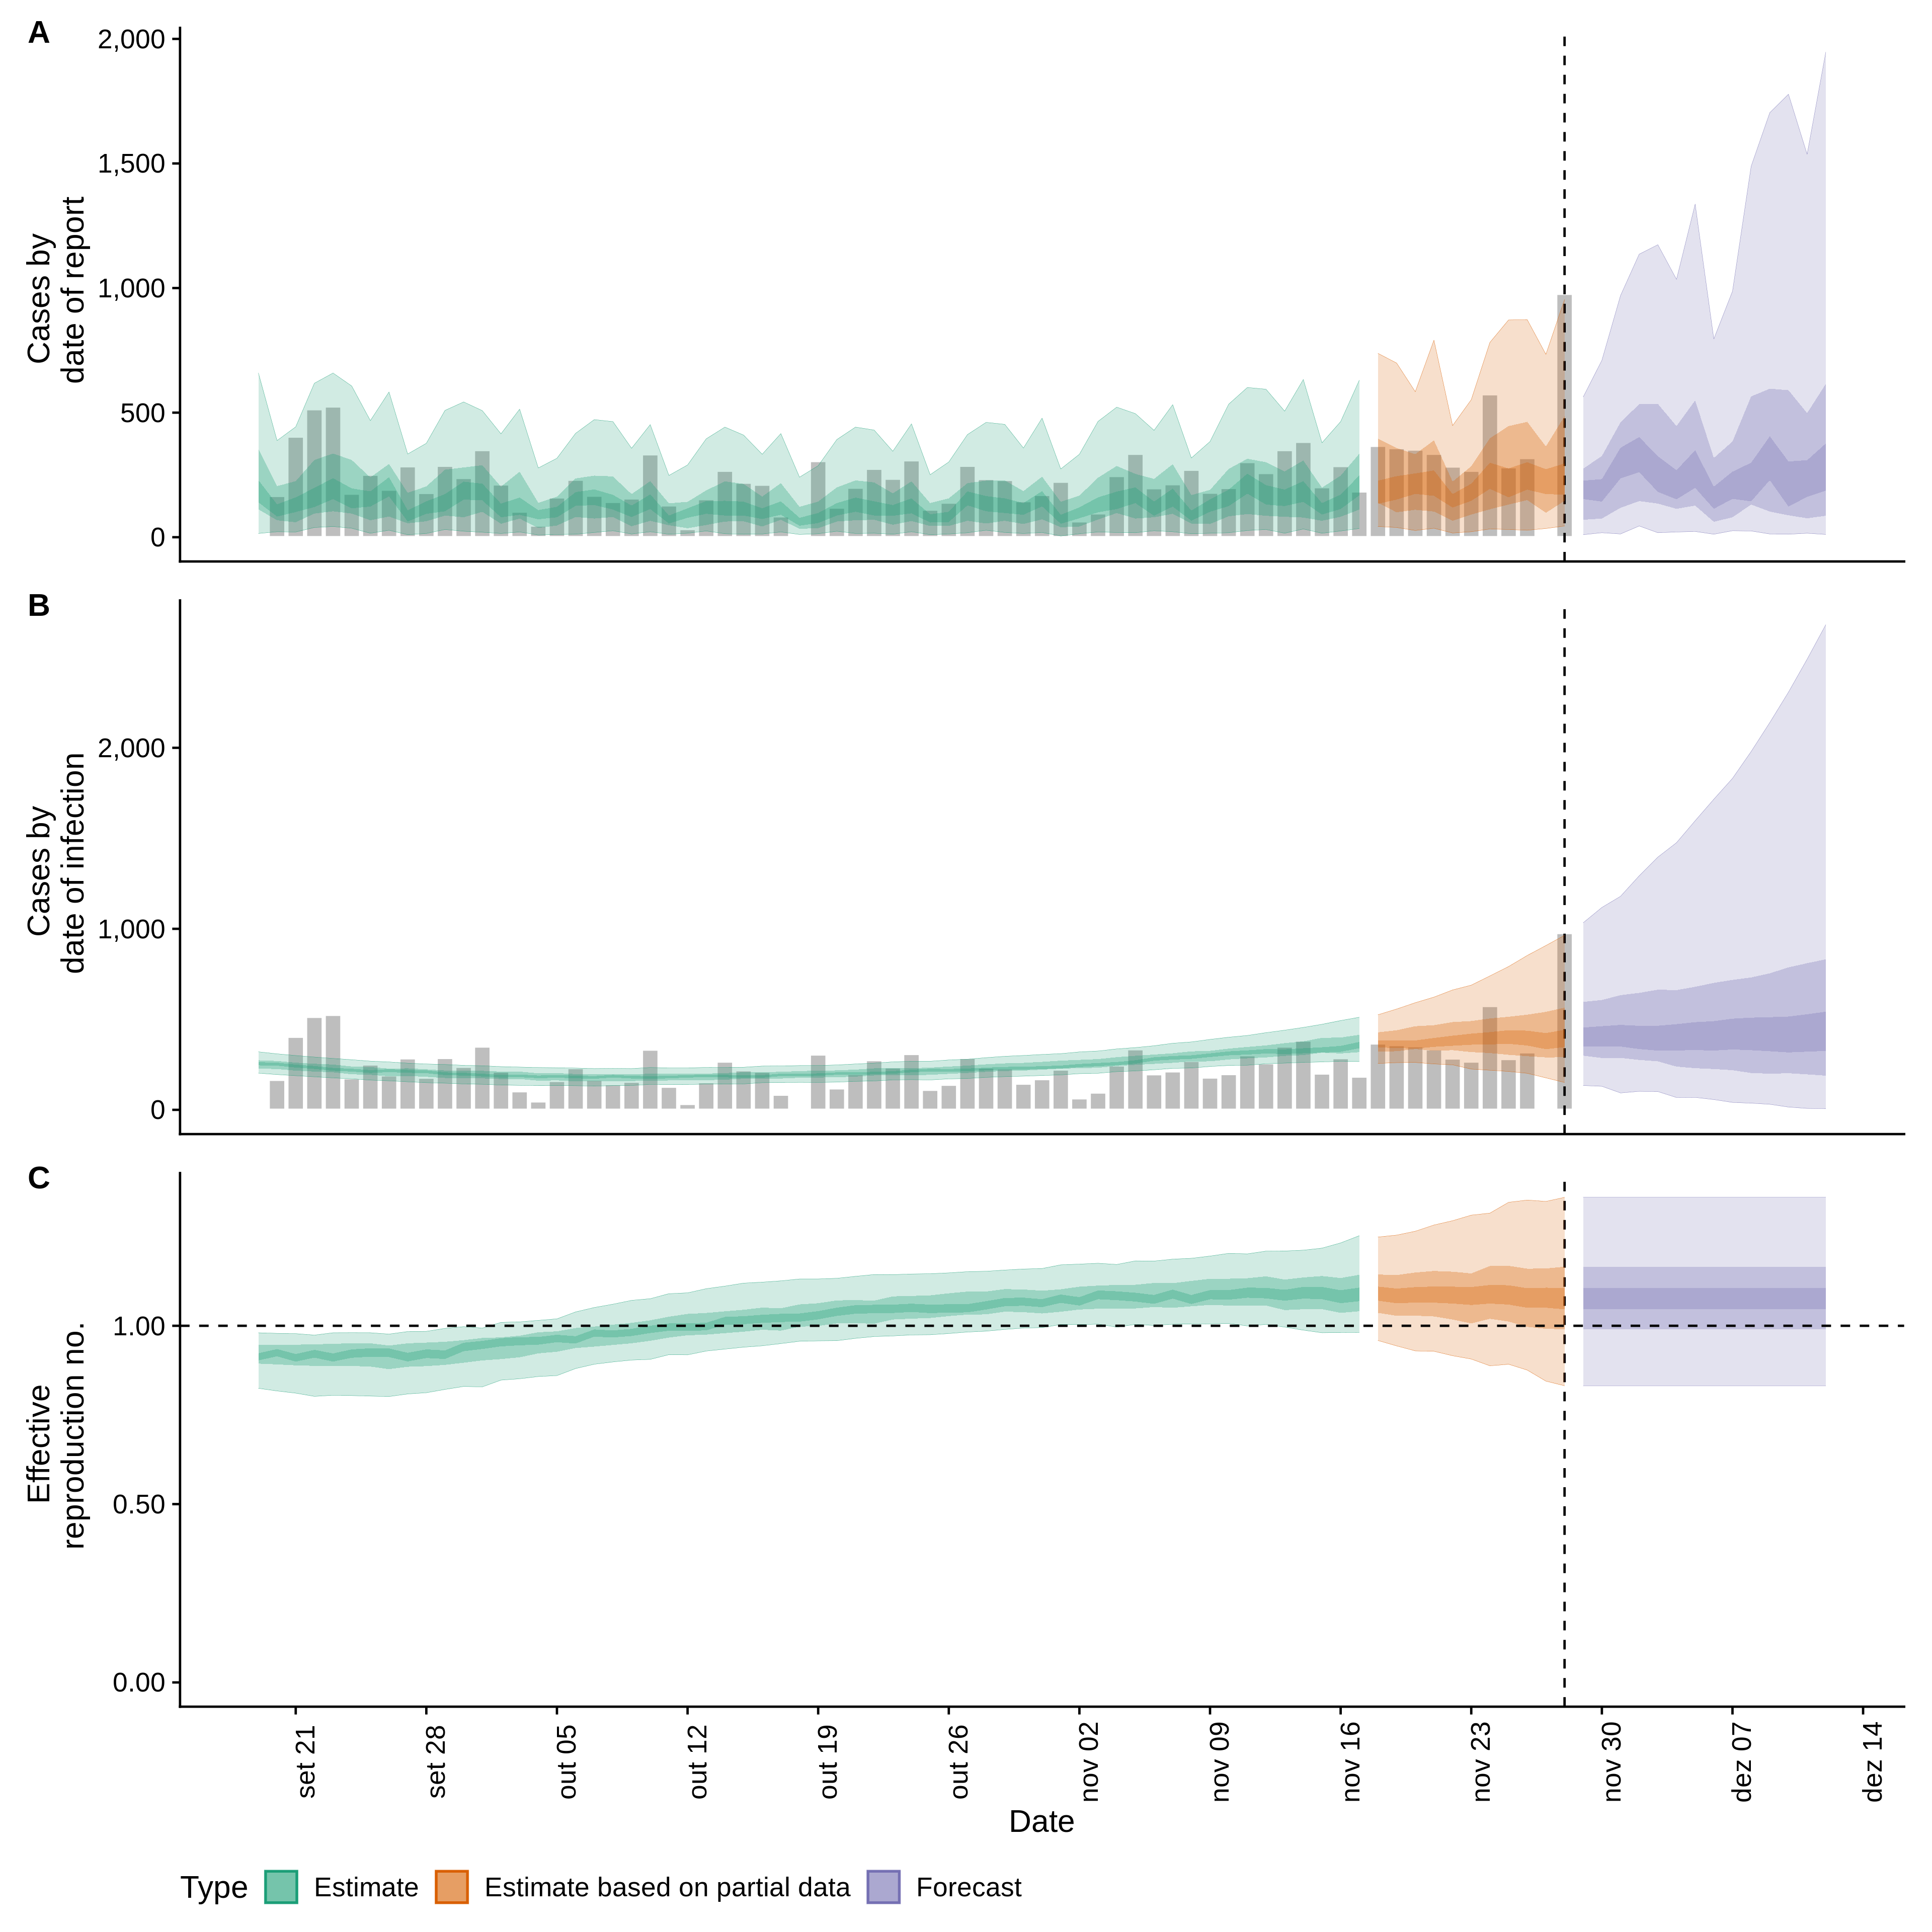 A
2,000
1,500
1,000
500
0
Cases by
date of report
B
2,000
1,000
0
Cases by
date of infection
C
1.00
0.50
0.00
Effective
reproduction no.
set 21
set 28
out 05
out 12
out 19
out 26
nov 02
nov 09
nov 16
nov 23
nov 30
dez 07
dez 14
Date
Type Estimate Estimate based on partial data Forecast